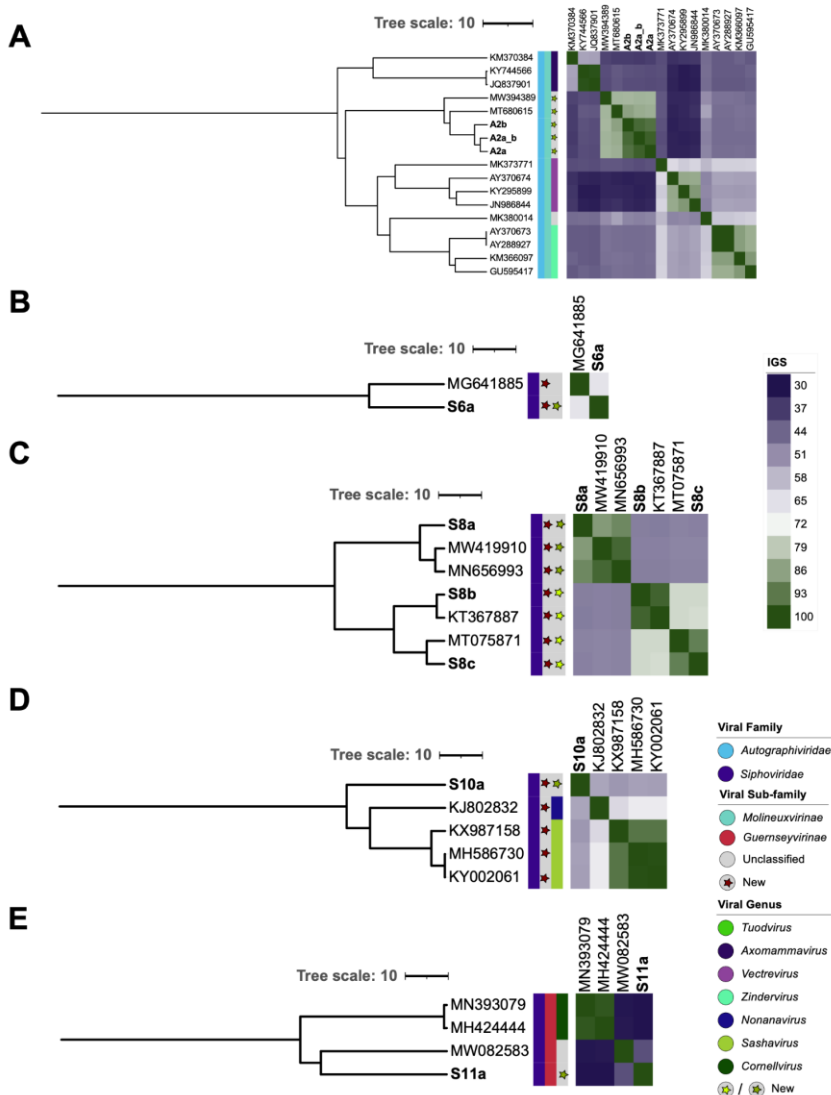 A
Tree scale: 10
KM370384
KY744566
JQ837901
MW394389
MT680615
A2b
A2a_b
A2a
MK373771
AY370674
KY295899
JN986844
MK380014
AY370673
AY288927
KM366097
GU595417
KM370384
KY744566
JQ837901
MW394389
MT680615
A2b
A2a_b
A2a
MK373771
AY370674
KY295899
JN986844
MK380014
AY370673
AY288927
KM366097
GU595417
B
Tree scale: 10
MG641885
S6a
MG641885
S6a
IGS
30
37
44
51
58
65
72
79
86
93
100
C
Tree scale: 10
S8a
MW419910
MN656993
S8b
KT367887
MT075871
S8c
S8a
MW419910
MN656993
S8b
KT367887
MT075871
S8c
D
Tree scale: 10
S10a
KJ802832
KX987158
MH586730
KY002061
S10a
KJ802832
KX987158
MH586730
KY002061
Viral Family
Autographiviridae
Siphoviridae
Viral Sub-family
Molineuxvirinae
Guernseyvirinae
Unclassified
New
E
Tree scale: 10
MN393079
MH424444
MW082583
S11a
MN393079
MH424444
MW082583
S11a
Viral Genus
Tuodvirus
Axomammavirus
Vectrevirus
Zindervirus
Nonanavirus
Sashavirus
Cornellvirus
/ New